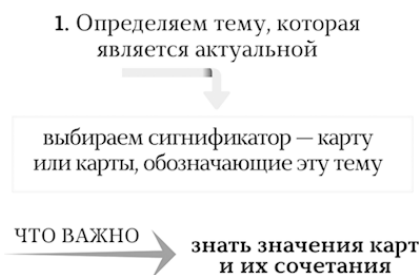 1. Определяем тему, которая
является актуальной
выбираем сигнификатор — карту
или карты, обозначающие эту тему
ЧТО ВАЖНО
знать значения карт
и их сочетания